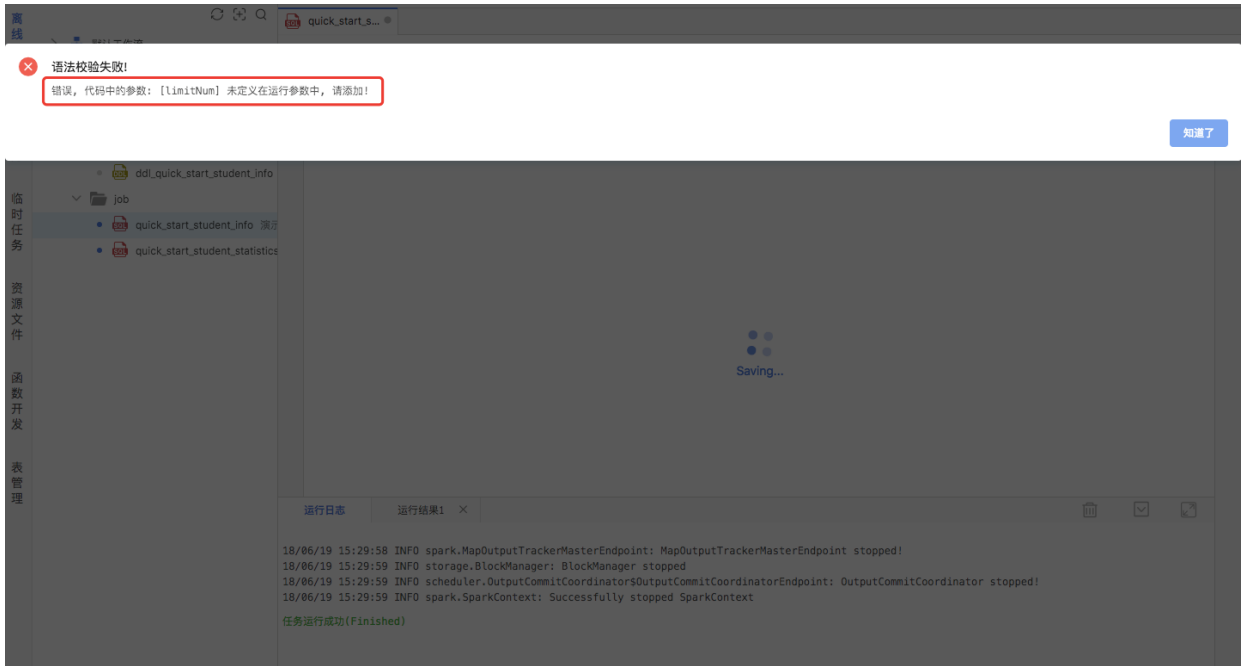 离线
quick_start_s...
语法校验失败!
错误, 代码中的参数: [limitNum] 未定义在运行参数中, 请添加!
知道了
ddl_quick_start_student_info
临时任务
job
quick_start_student_info 演示
quick_start_student_statistics
资源文件
Saving...
函数开发
表管理
运行日志 运行结果1
18/06/19 15:29:58 INFO spark.MapOutputTrackerMasterEndpoint: MapOutputTrackerMasterEndpoint stopped!
18/06/19 15:29:59 INFO storage.BlockManager: BlockManager stopped
18/06/19 15:29:59 INFO scheduler.OutputCommitCoordinator$OutputCommitCoordinatorEndpoint: OutputCommitCoordinator stopped!
18/06/19 15:29:59 INFO spark.SparkContext: Successfully stopped SparkContext
任务运行成功(Finished)